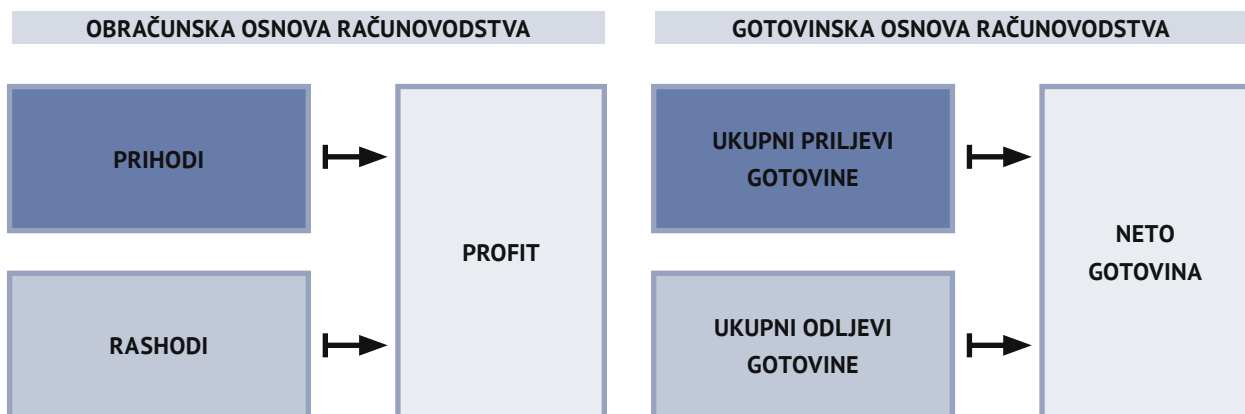 OBRAČUNSKA OSNOVA RAČUNOVODSTVA
PRIHODI
RASHODI
PROFIT
GOTOVINSKA OSNOVA RAČUNOVODSTVA
UKUPNI PRILJEVI
GOTOVINE
UKUPNI ODLJEVI
GOTOVINE
NETO
GOTOVINA